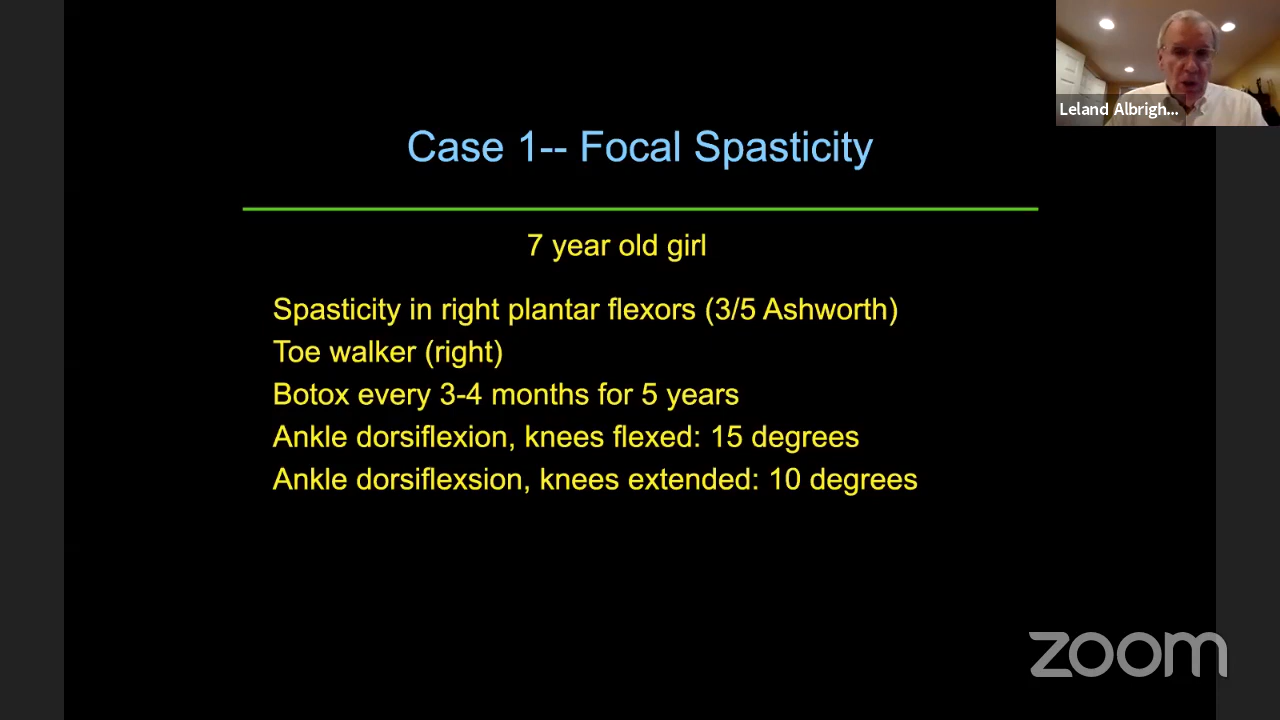 Leland Albrigh...
Case 1-- Focal Spasticity
7 year old girl
Spasticity in right plantar flexors (3/5 Ashworth)
Toe walker (right)
Botox every 3-4 months for 5 years
Ankle dorsiflexion, knees flexed: 15 degrees
Ankle dorsiflexsion, knees extended: 10 degrees
zoom